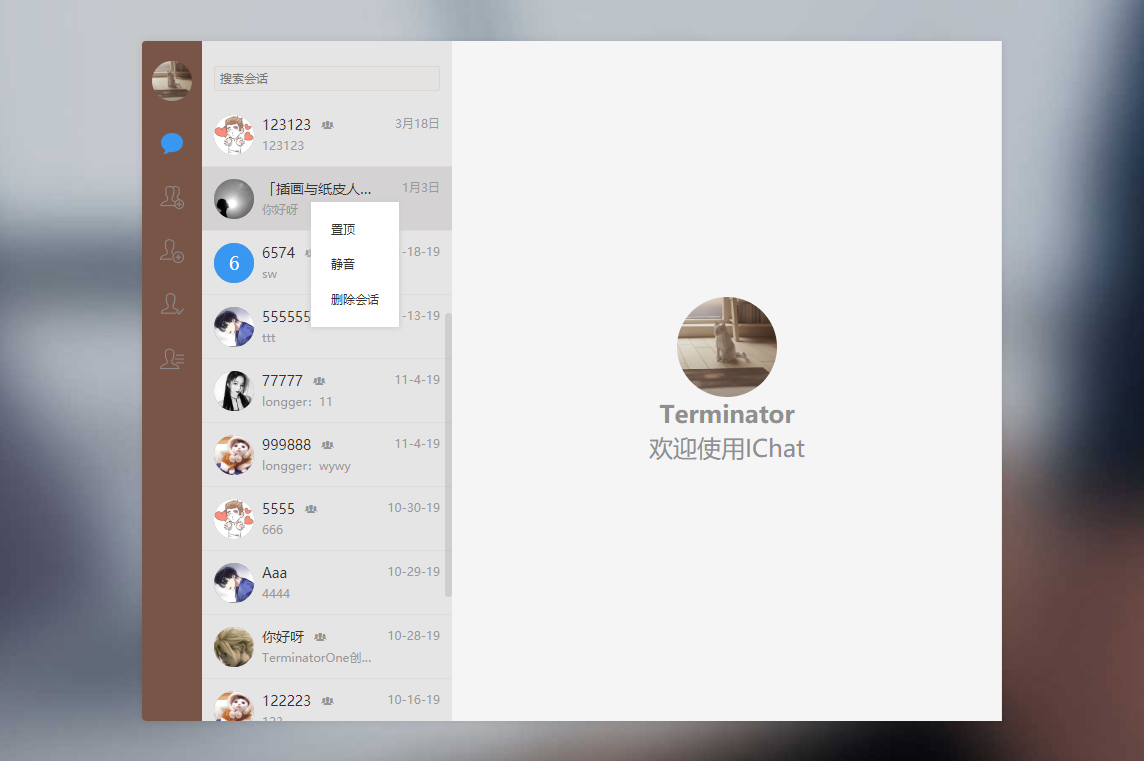 搜索会话
123123
3月18日
123123
「插画与纸皮人...
1月3日
你好呀
置顶
静音
删除会话
6
6574
-18-19
sw
555555
-13-19
ttt
77777
11-4-19
longger：11
999888
11-4-19
longger：wywy
5555
10-30-19
666
Aaa
10-29-19
4444
你好呀
10-28-19
TerminatorOne创...
122223
10-16-19
Terminator
欢迎使用IChat